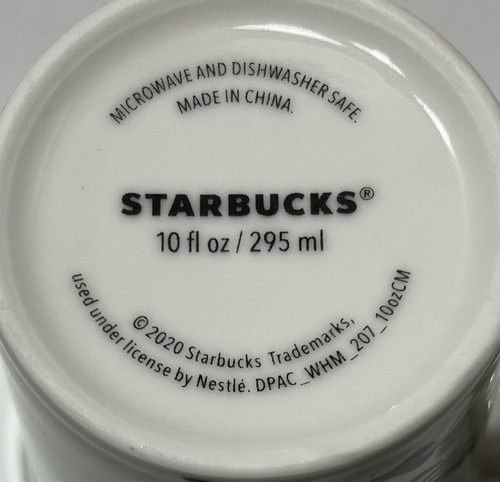 MICROWAVE AND DISHWASHER SAFE.
MADE IN CHINA.
STARBUCKS®
10 fl oz / 295 ml
© 2020 Starbucks Trademarks,
used under license by Nestlé. DPAC_WHM_207_10ozCM